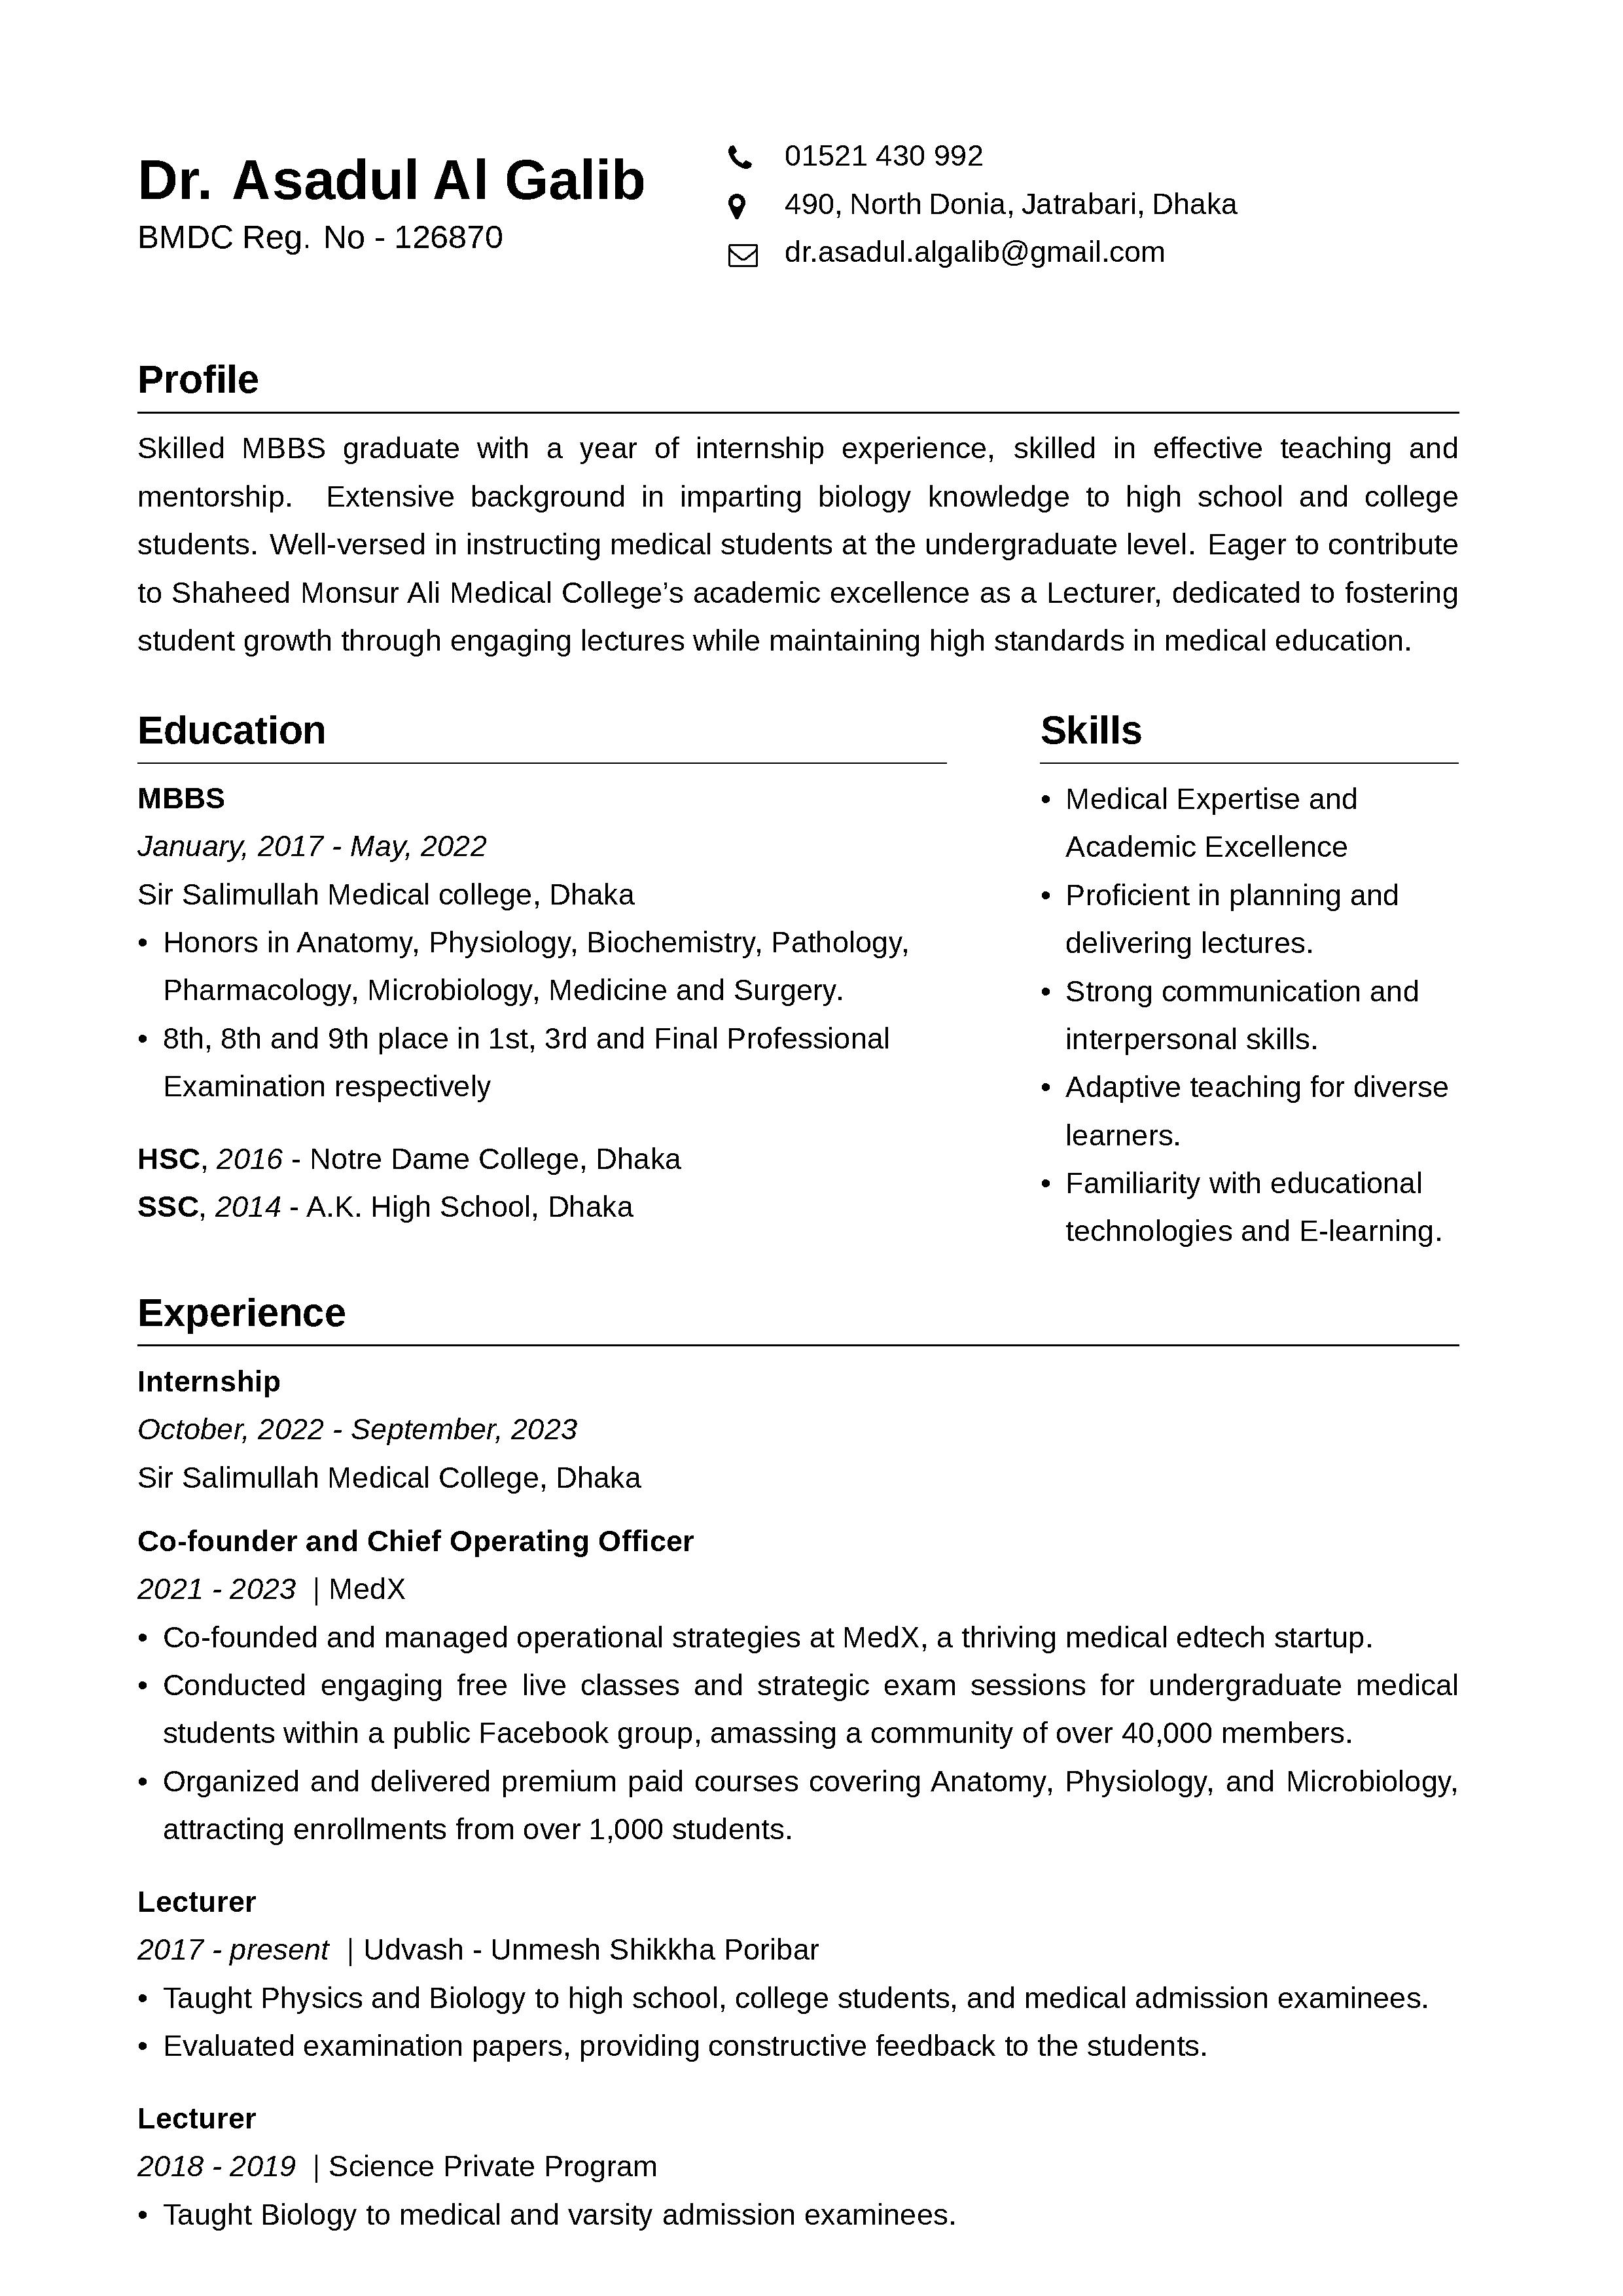 Dr. Asadul Al Galib
BMDC Reg. No - 126870
01521 430 992
490, North Donia, Jatrabari, Dhaka
dr.asadul.algalib@gmail.com
Profile
Skilled MBBS graduate with a year of internship experience, skilled in effective teaching and
mentorship. Extensive background in imparting biology knowledge to high school and college
students. Well-versed in instructing medical students at the undergraduate level. Eager to contribute
to Shaheed Monsur Ali Medical College’s academic excellence as a Lecturer, dedicated to fostering
student growth through engaging lectures while maintaining high standards in medical education.
Education
MBBS
January, 2017 - May, 2022
Sir Salimullah Medical college, Dhaka
• Honors in Anatomy, Physiology, Biochemistry, Pathology,
Pharmacology, Microbiology, Medicine and Surgery.
• 8th, 8th and 9th place in 1st, 3rd and Final Professional
Examination respectively
HSC, 2016 - Notre Dame College, Dhaka
SSC, 2014 - A.K. High School, Dhaka
Skills
• Medical Expertise and
Academic Excellence
• Proficient in planning and
delivering lectures.
• Strong communication and
interpersonal skills.
• Adaptive teaching for diverse
learners.
• Familiarity with educational
technologies and E-learning.
Experience
Internship
October, 2022 - September, 2023
Sir Salimullah Medical College, Dhaka
Co-founder and Chief Operating Officer
2021 - 2023 | MedX
• Co-founded and managed operational strategies at MedX, a thriving medical edtech startup.
• Conducted engaging free live classes and strategic exam sessions for undergraduate medical
students within a public Facebook group, amassing a community of over 40,000 members.
• Organized and delivered premium paid courses covering Anatomy, Physiology, and Microbiology,
attracting enrollments from over 1,000 students.
Lecturer
2017 - present | Udvash - Unmesh Shikkha Poribar
• Taught Physics and Biology to high school, college students, and medical admission examinees.
• Evaluated examination papers, providing constructive feedback to the students.
Lecturer
2018 - 2019 | Science Private Program
• Taught Biology to medical and varsity admission examinees.